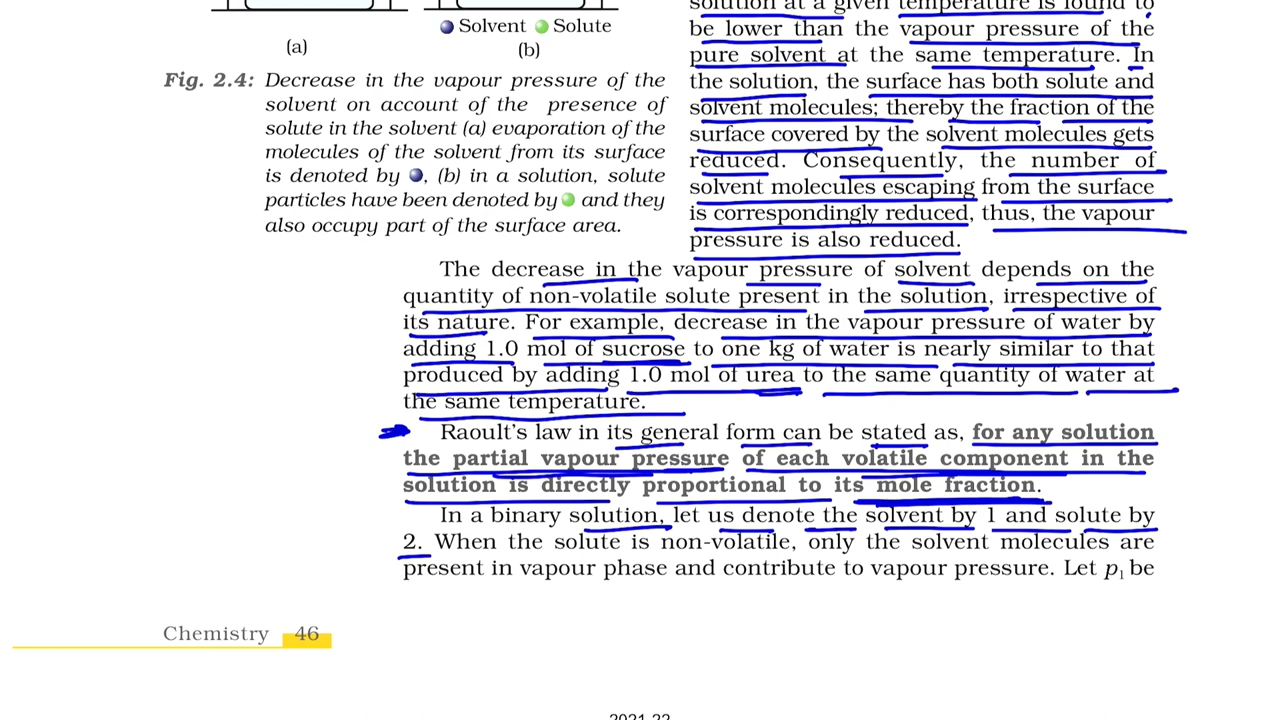 Solvent Solute
(a)
(b)
Fig. 2.4: Decrease in the vapour pressure of the
solvent on account of the presence of
solute in the solvent (a) evaporation of the
molecules of the solvent from its surface
is denoted by , (b) in a solution, solute
particles have been denoted by and they
also occupy part of the surface area.
solution at a given temperature is found to
be lower than the vapour pressure of the
pure solvent at the same temperature. In
the solution, the surface has both solute and
solvent molecules; thereby the fraction of the
surface covered by the solvent molecules gets
reduced. Consequently, the number of
solvent molecules escaping from the surface
is correspondingly reduced, thus, the vapour
pressure is also reduced.
The decrease in the vapour pressure of solvent depends on the
quantity of non-volatile solute present in the solution, irrespective of
its nature. For example, decrease in the vapour pressure of water by
adding 1.0 mol of sucrose to one kg of water is nearly similar to that
produced by adding 1.0 mol of urea to the same quantity of water at
the same temperature.
Raoult's law in its general form can be stated as, for any solution
the partial vapour pressure of each volatile component in the
solution is directly proportional to its mole fraction.
In a binary solution, let us denote the solvent by 1 and solute by
2. When the solute is non-volatile, only the solvent molecules are
present in vapour phase and contribute to vapour pressure. Let p₁ be
Chemistry 46
2021-22